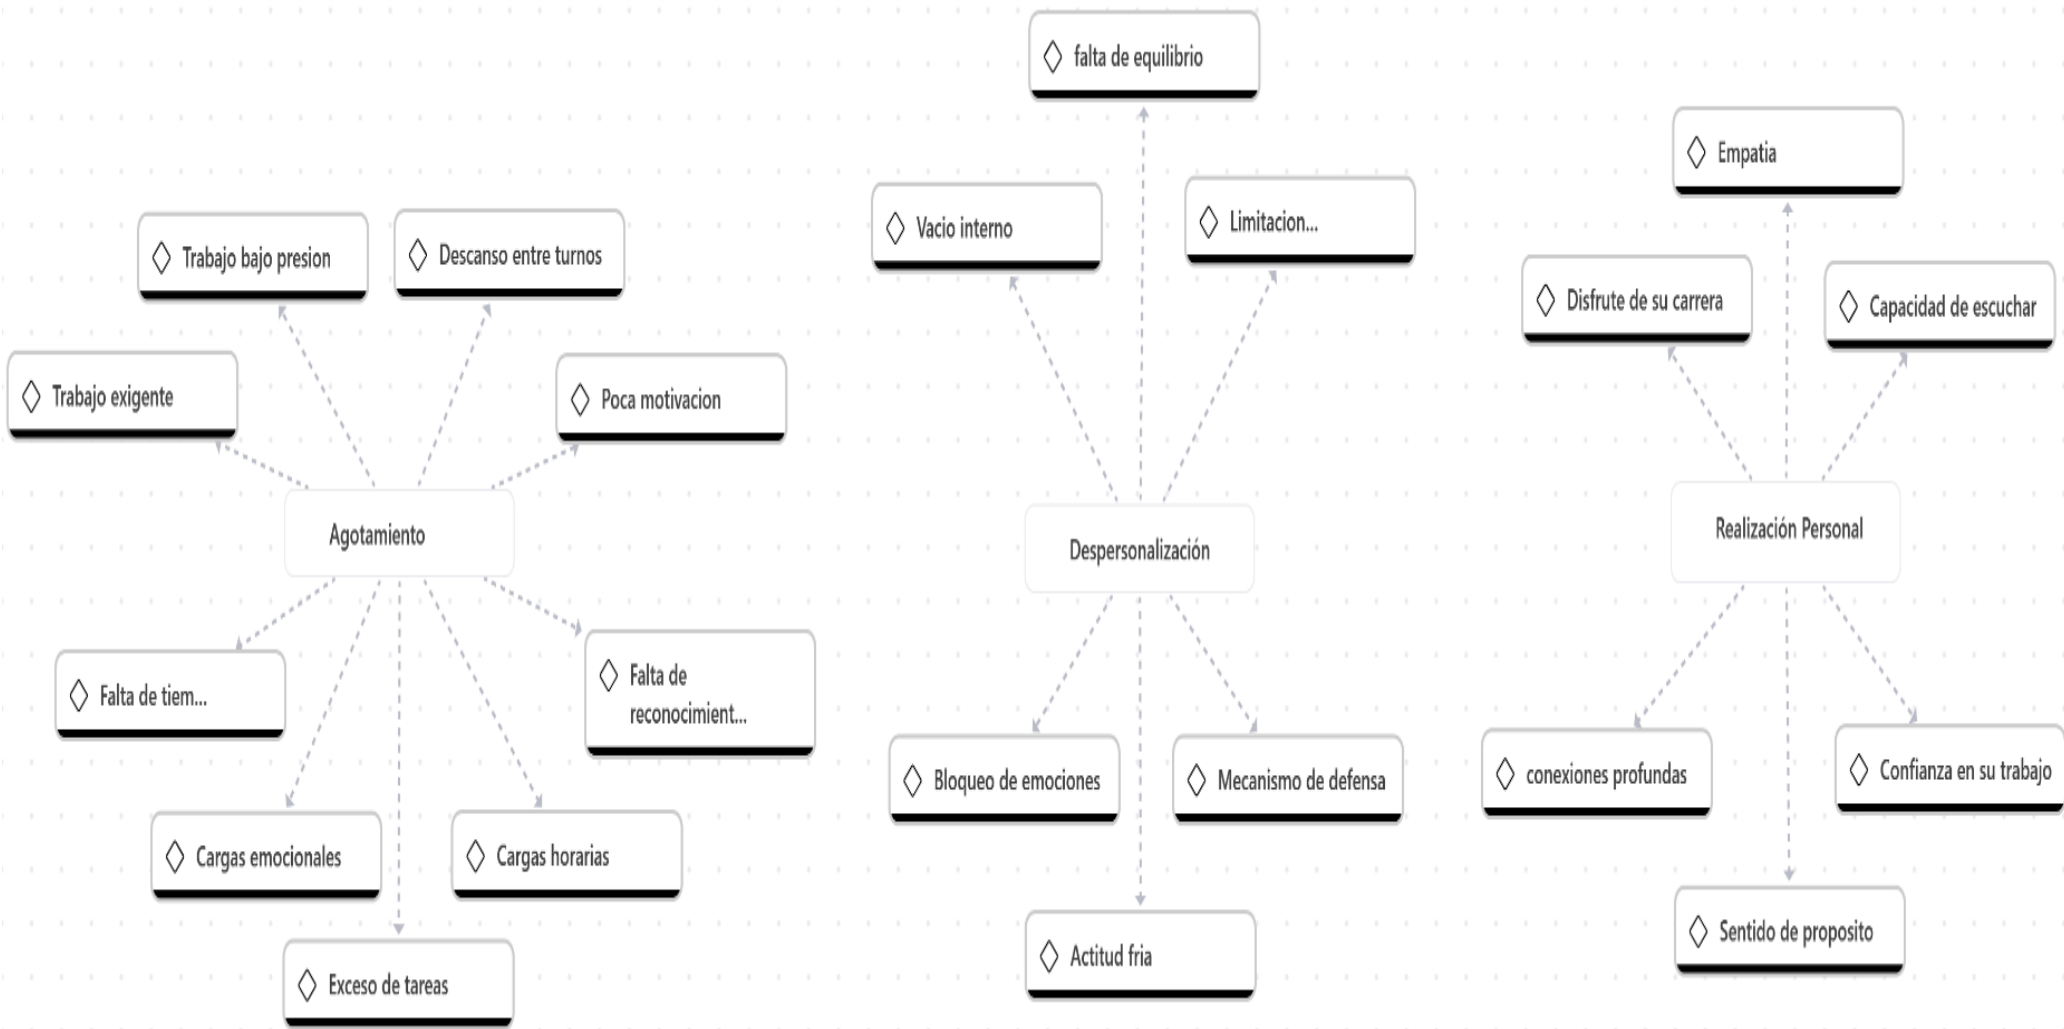 falta de equilibrio
Empatia
Vacio interno
Limitacion...
Trabajo bajo presion
Descanso entre turnos
Disfrute de su carrera
Capacidad de escuchar
Trabajo exigente
Poca motivacion
Agotamiento
Despersonalización
Realización Personal
Falta de tiem...
Falta de
reconocimient...
Bloqueo de emociones
Mecanismo de defensa
conexiones profundas
Confianza en su trabajo
Cargas emocionales
Cargas horarias
Actitud fria
Sentido de proposito
Exceso de tareas